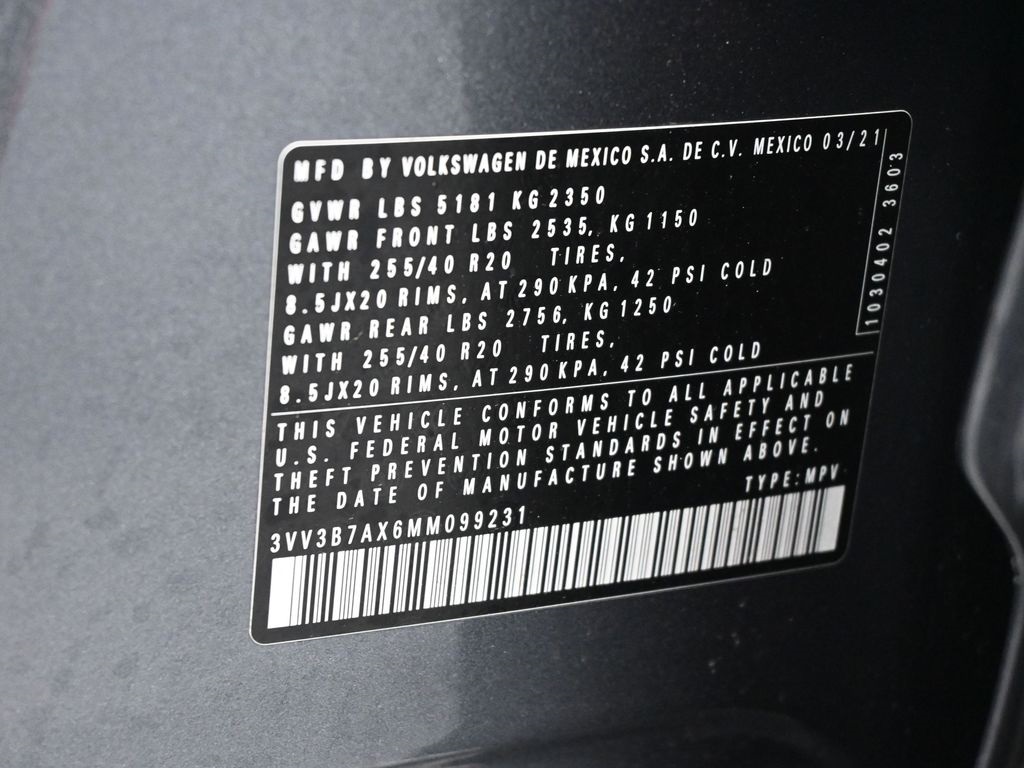 MFD BY VOLKSWAGEN DE MEXICO S.A. DE C.V. MEXICO 03/21
GVWR LBS 5181 KG 2350
GAWR FRONT LBS 2535, KG 1150
WITH 255/40 R20 TIRES,
8.5JX20 RIMS, AT 290 KPA, 42 PSI COLD
GAWR REAR LBS 2756, KG 1250
WITH 255/40 R20 TIRES,
8.5JX20 RIMS, AT 290 KPA, 42 PSI COLD
1030402 3603
THIS VEHICLE CONFORMS TO ALL APPLICABLE
U.S. FEDERAL MOTOR VEHICLE SAFETY AND
THEFT PREVENTION STANDARDS IN EFFECT ON
THE DATE OF MANUFACTURE SHOWN ABOVE.
TYPE: MPV
3VV3B7AX6MM099231